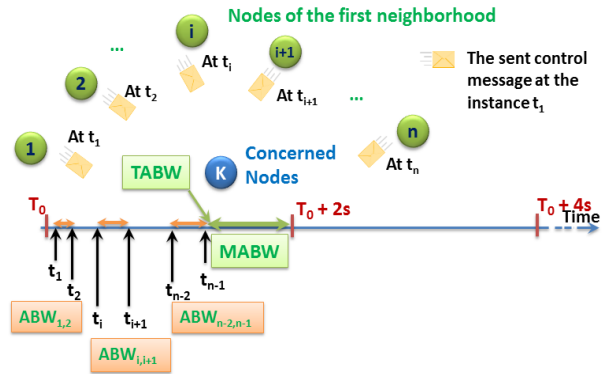 Nodes of the first neighborhood
...
i
i+1
The sent control
message at the
instance t1
2
At t2
At ti
At ti+1
...
n
1
At t1
At tn
K
Concerned
Nodes
TABW
T0
T0 + 2s
T0 + 4s
Time
MABW
t1
t2
ti
ti+1
tn-2
tn-1
ABW1,2
ABWi,i+1
ABWn-2,n-1